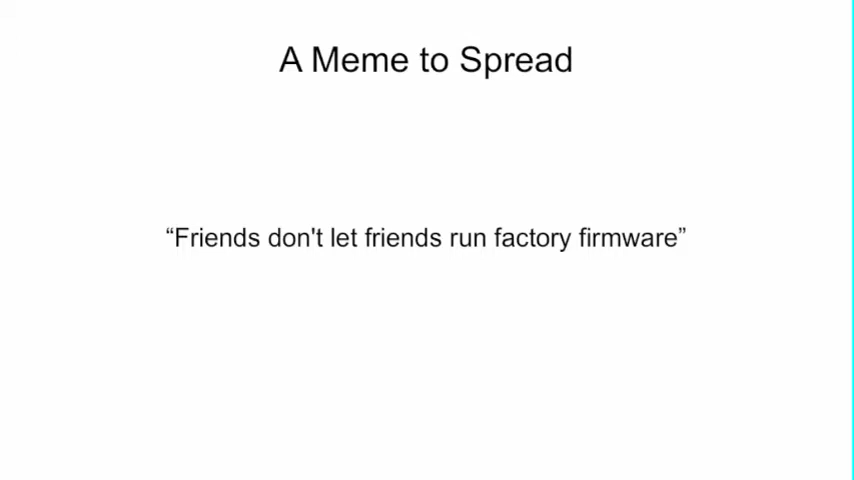 A Meme to Spread
“Friends don't let friends run factory firmware”